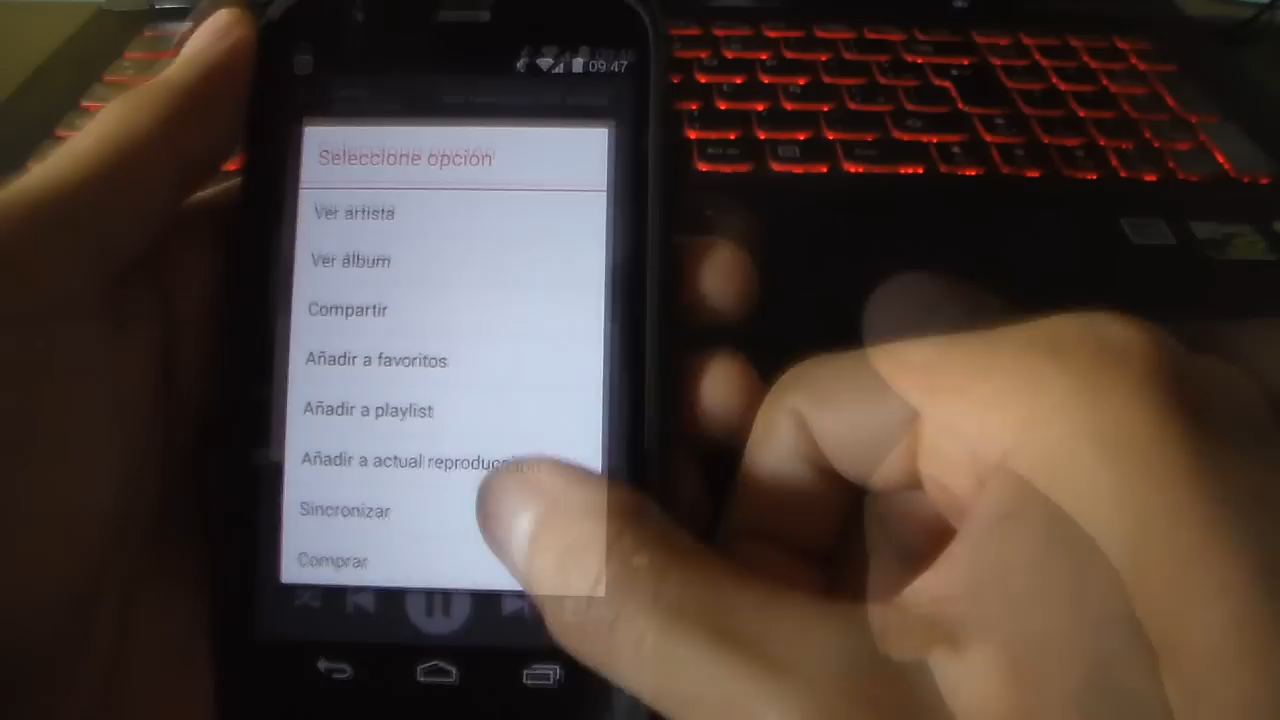 09:47
Seleccione opción
Ver artista
Ver álbum
Compartir
Añadir a favoritos
Añadir a playlist
Añadir a actual reproducción
Sincronizar
Comprar